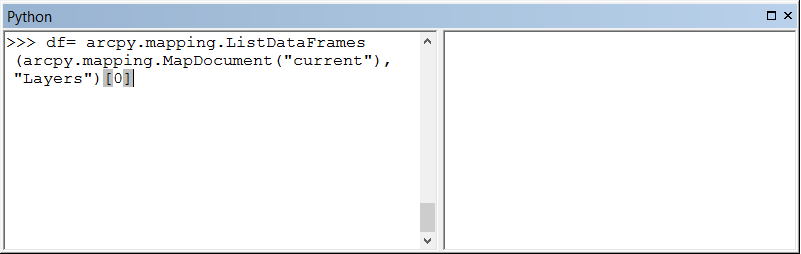 Python
>>> df= arcpy.mapping.ListDataFrames
(arcpy.mapping.MapDocument("current"),
"Layers")[0]